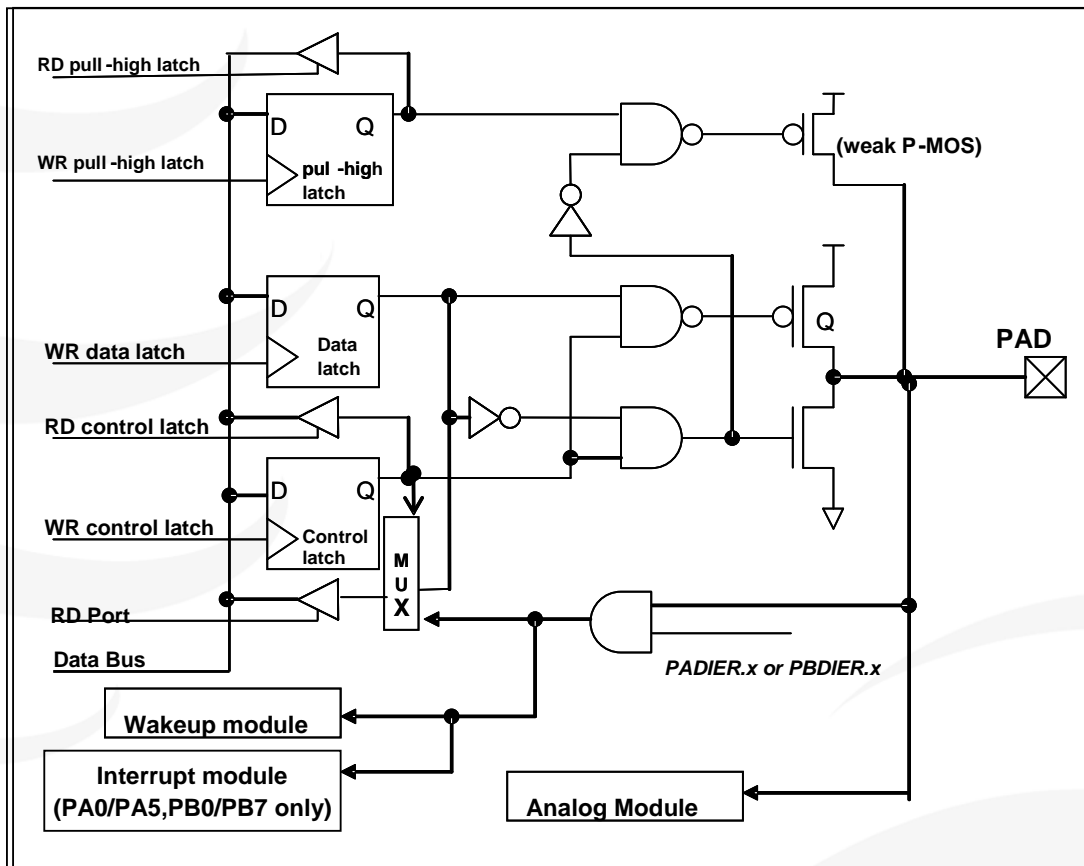 RD pull -high latch
D
Q
WR pull -high latch
pul -high
latch
(weak P-MOS)
D
Q
WR data latch
Data
latch
Q
PAD
RD control latch
D
Q
WR control latch
Control
latch
M
U
X
RD Port
Data Bus
PADIER.x or PBDIER.x
Wakeup module
Interrupt module
(PA0/PA5,PB0/PB7 only)
Analog Module